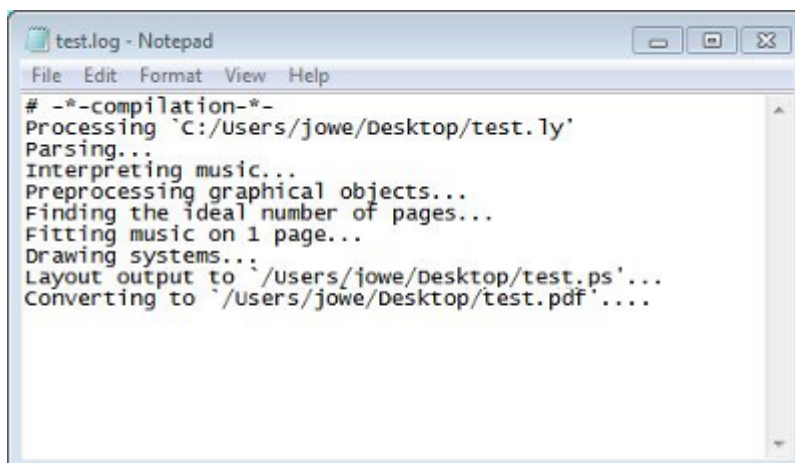 test.log - Notepad
File Edit Format View Help
# -*-compilation-*-
Processing `C:/Users/jowe/Desktop/test.ly'
Parsing...
Interpreting music...
Preprocessing graphical objects...
Finding the ideal number of pages...
Fitting music on 1 page...
Drawing systems...
Layout output to `/Users/jowe/Desktop/test.ps'...
Converting to `/Users/jowe/Desktop/test.pdf'....